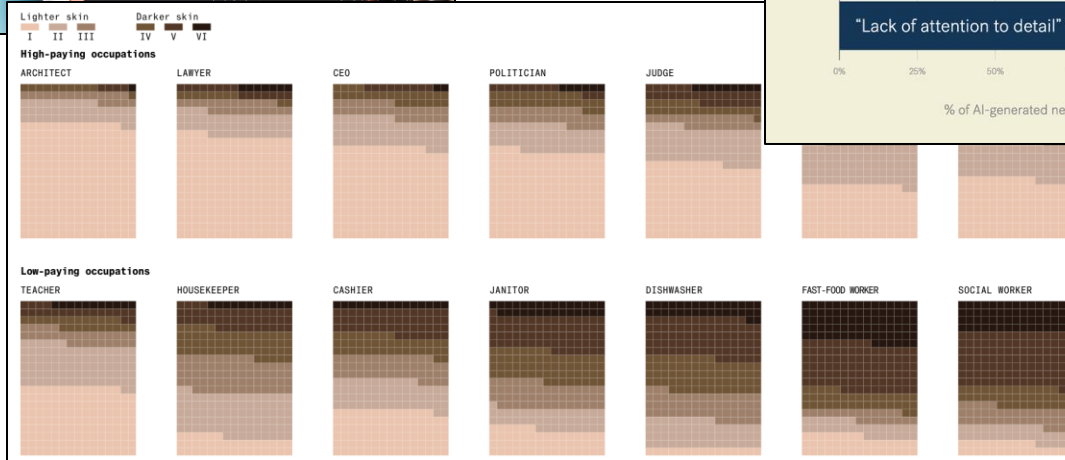 Lighter skin Darker skin
I II III IV V VI
High-paying occupations
ARCHITECT LAWYER CEO POLITICIAN JUDGE
Low-paying occupations
TEACHER HOUSEKEEPER CASHIER JANITOR DISHWASHER FAST-FOOD WORKER SOCIAL WORKER
“Lack of attention to detail”
0% 25% 50%
% of AI-generated ne